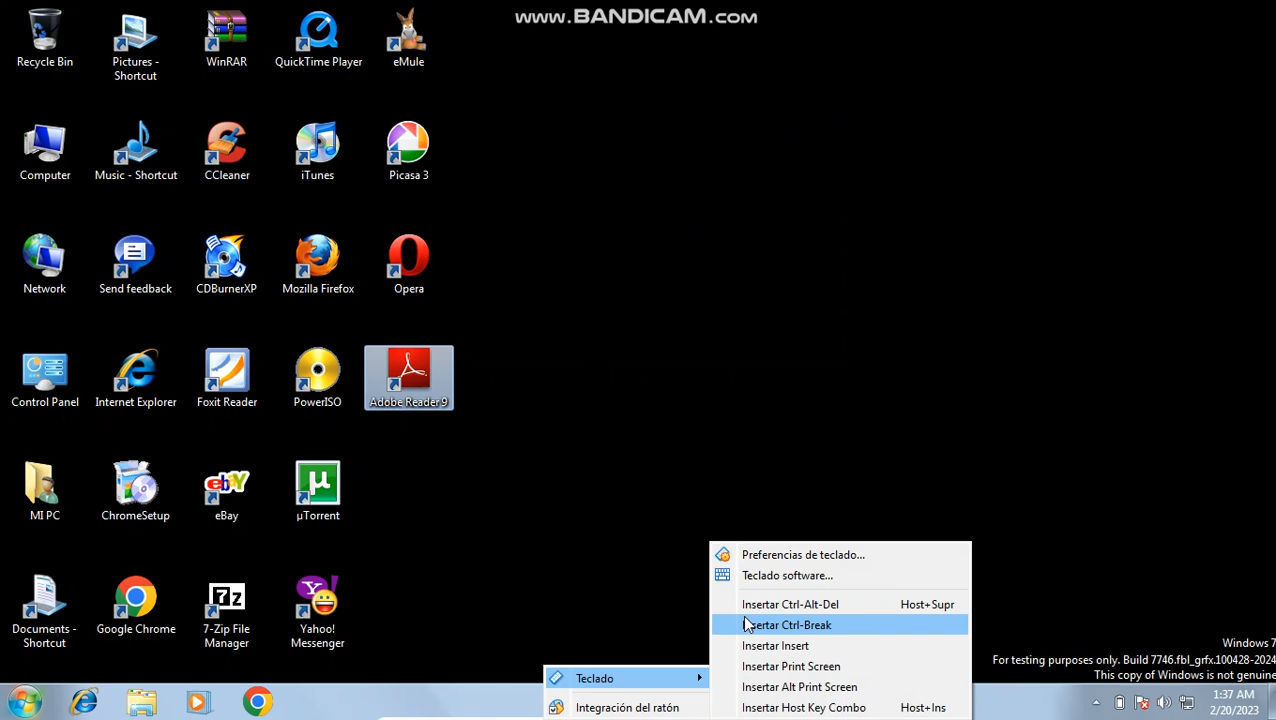 www.BANDICAM.com
Recycle Bin
Pictures -
Shortcut
WinRAR
QuickTime Player
eMule
Computer
Music - Shortcut
CCleaner
iTunes
Picasa 3
Network
Send feedback
CDBurnerXP
Mozilla Firefox
Opera
Control Panel
Internet Explorer
Foxit Reader
PowerISO
Adobe Reader 9
MI PC
ChromeSetup
ebY
eBay
µ
µTorrent
Documents -
Shortcut
Google Chrome
7z
7-Zip File
Manager
Y!
Yahoo!
Messenger
Preferencias de teclado...
Teclado software...
Insertar Ctrl-Alt-Del Host+Supr
sertar Ctrl-Break
Insertar Insert
Insertar Print Screen
Insertar Alt Print Screen
Insertar Host Key Combo Host+Ins
Teclado
Integración del ratón
Windows 7
For testing purposes only. Build 7746.fbl_grfx.100428-2024
This copy of Windows is not genuine
1:37 AM
2/20/2023